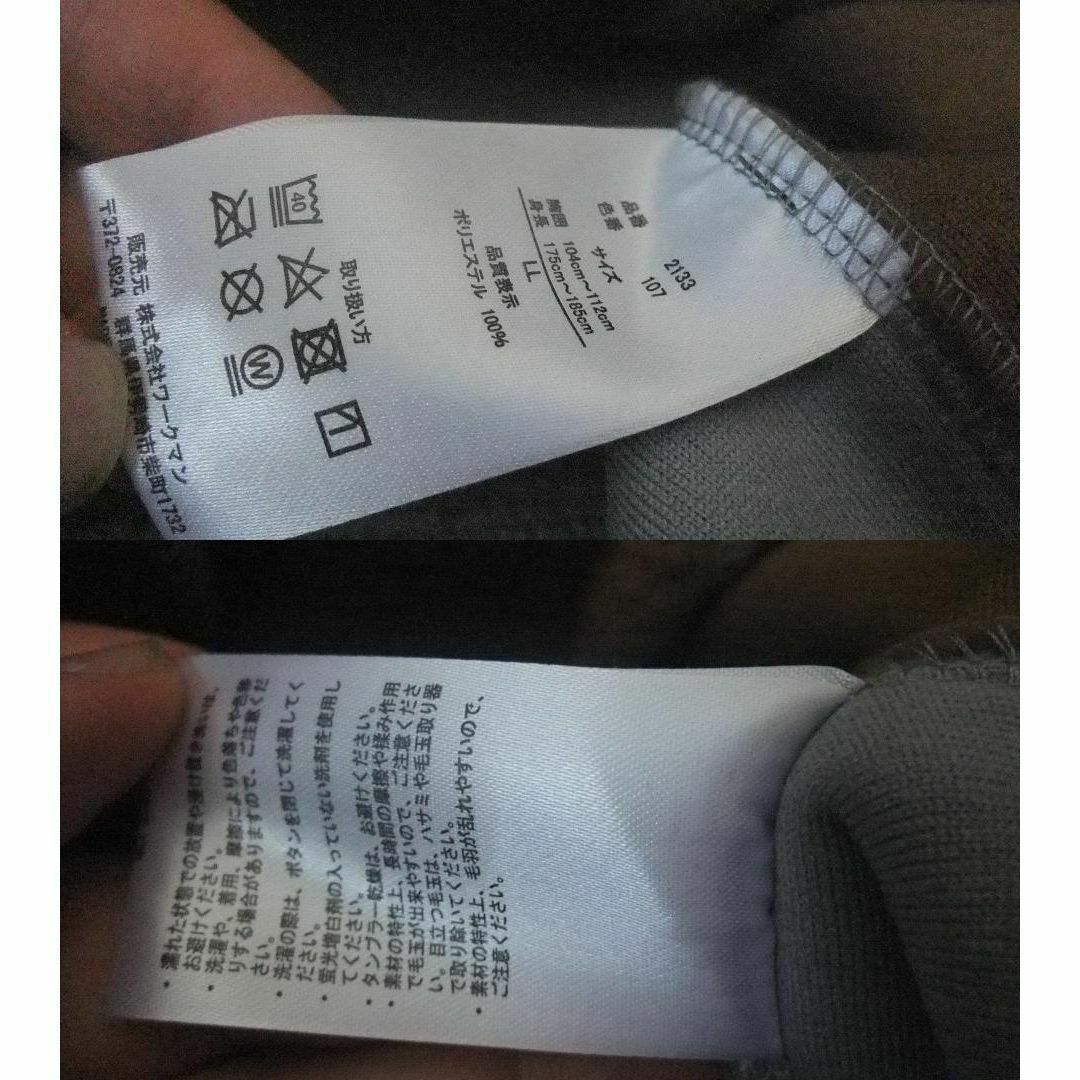 品番 2133
色番 107
サイズ
胸囲 104cm～112cm
身長 175cm～185cm
LL
品質表示
ポリエステル 100%
取り扱い方
40
W
販売元 株式会社ワークマン
〒372-0824 群馬県伊勢崎市柴町1732
・濡れた状態での放置や浸け置き洗いは、
お避けください。
・洗濯や、着用、摩擦により色落ちや色移
りする場合がありますので、ご注意くだ
さい。
・洗濯の際は、ボタンを閉じて洗濯してく
ださい。
・蛍光増白剤の入っていない洗剤を使用し
てください。
・タンブラー乾燥は、お避けください。
・素材の特性上、長時間の摩擦や揉み作用
で毛玉が出来やすいので、ご注意くださ
い。目立つ毛玉は、ハサミや毛玉取り器
で取り除いてください。
・素材の特性上、毛羽が乱れやすいので、
ご注意ください。